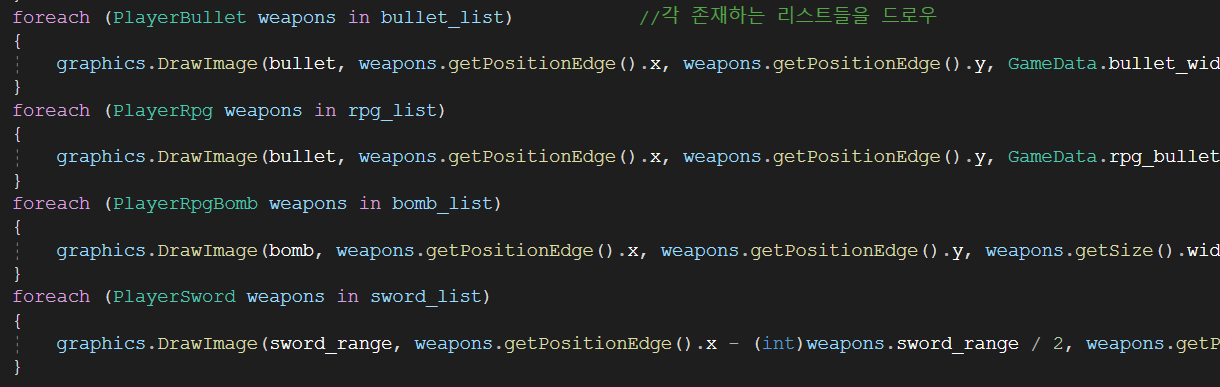 foreach (PlayerBullet weapons in bullet_list) //각 존재하는 리스트들을 드로우
{
graphics.DrawImage(bullet, weapons.getPositionEdge().x, weapons.getPositionEdge().y, GameData.bullet_wid
}
foreach (PlayerRpg weapons in rpg_list)
{
graphics.DrawImage(bullet, weapons.getPositionEdge().x, weapons.getPositionEdge().y, GameData.rpg_bullet
}
foreach (PlayerRpgBomb weapons in bomb_list)
{
graphics.DrawImage(bomb, weapons.getPositionEdge().x, weapons.getPositionEdge().y, weapons.getSize().wid
}
foreach (PlayerSword weapons in sword_list)
{
graphics.DrawImage(sword_range, weapons.getPositionEdge().x - (int)weapons.sword_range / 2, weapons.getP
}